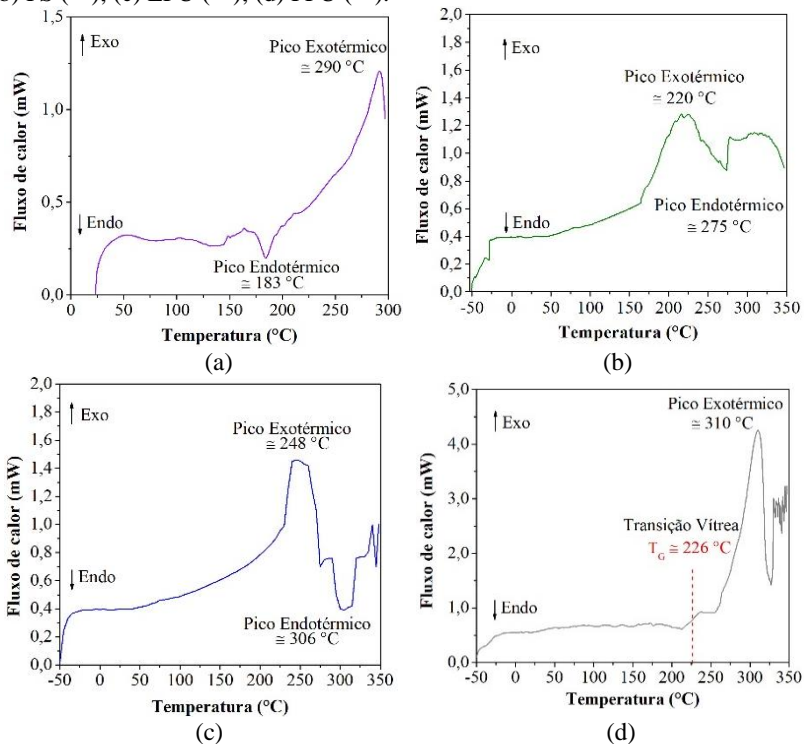 (c)
(d)
1,5
1,0
0,5
0,0
Fluxo de calor (mW)
↑ Exo
Pico Exotérmico
≅ 290 °C
↓ Endo
Pico Endotérmico
≅ 183 °C
0 50 100 150 200 250 300
Temperatura (°C)
(a)
2,0
1,8
1,6
1,4
1,2
1,0
0,8
0,6
0,4
0,2
0,0
Fluxo de calor (mW)
↑ Exo
Pico Exotérmico
≅ 220 °C
↓ Endo
Pico Endotérmico
≅ 275 °C
-50 0 50 100 150 200 250 300 350
Temperatura (°C)
(b)
2,0
1,8
1,6
1,4
1,2
1,0
0,8
0,6
0,4
0,2
0,0
Fluxo de calor (mW)
↑ Exo
Pico Exotérmico
≅ 248 °C
↓ Endo
Pico Endotérmico
≅ 306 °C
-50 0 50 100 150 200 250 300 350
Temperatura (°C)
(c)
5,0
4,0
3,0
2,0
1,0
0,0
Fluxo de calor (mW)
↑ Exo
Pico Exotérmico
≅ 310 °C
Transição Vítrea
T_G ≅ 226 °C
↓ Endo
-50 0 50 100 150 200 250 300 350
Temperatura (°C)
(d)